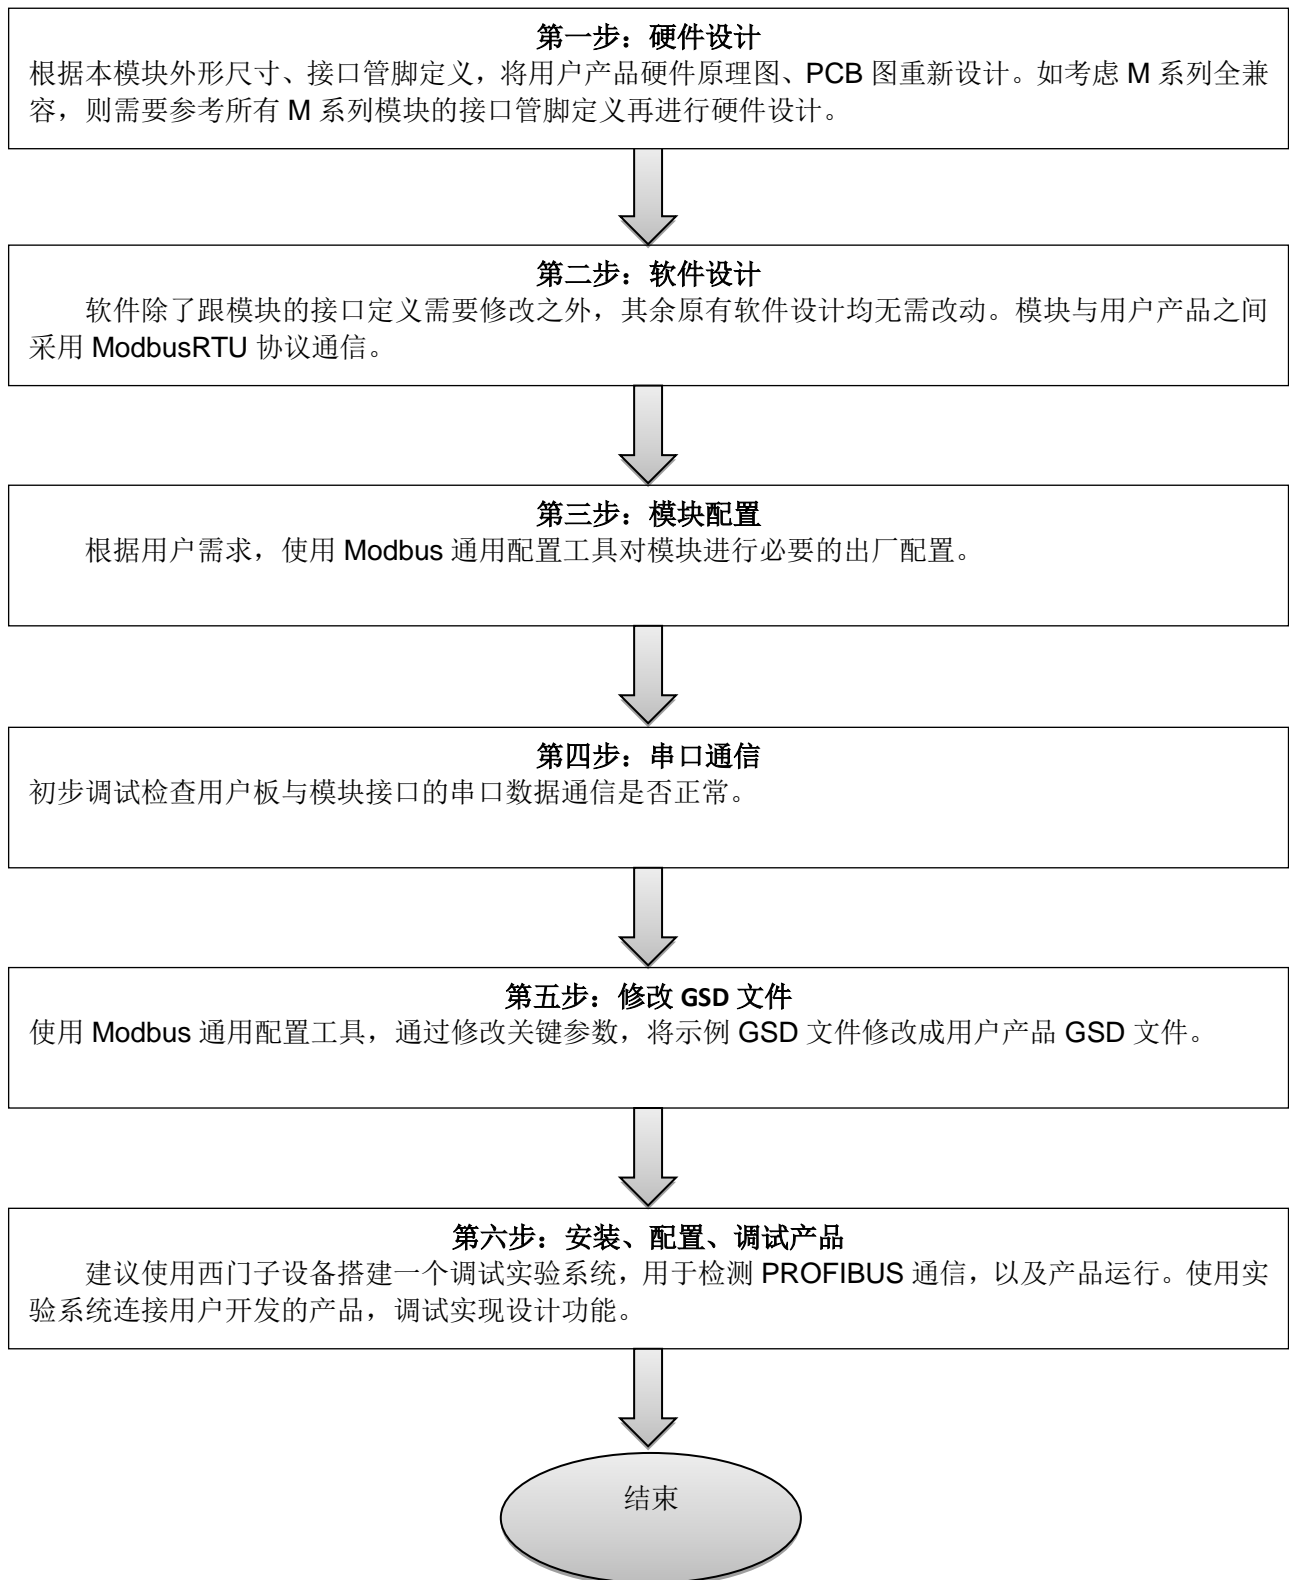 第一步：硬件设计
根据本模块外形尺寸、接口管脚定义，将用户产品硬件原理图、PCB 图重新设计。如考虑 M 系列全兼
容，则需要参考所有 M 系列模块的接口管脚定义再进行硬件设计。
第二步：软件设计
软件除了跟模块的接口定义需要修改之外，其余原有软件设计均无需改动。模块与用户产品之间
采用 ModbusRTU 协议通信。
第三步：模块配置
根据用户需求，使用 Modbus 通用配置工具对模块进行必要的出厂配置。
第四步：串口通信
初步调试检查用户板与模块接口的串口数据通信是否正常。
第五步：修改 GSD 文件
使用 Modbus 通用配置工具，通过修改关键参数，将示例 GSD 文件修改成用户产品 GSD 文件。
第六步：安装、配置、调试产品
建议使用西门子设备搭建一个调试实验系统，用于检测 PROFIBUS 通信，以及产品运行。使用实
验系统连接用户开发的产品，调试实现设计功能。
结束